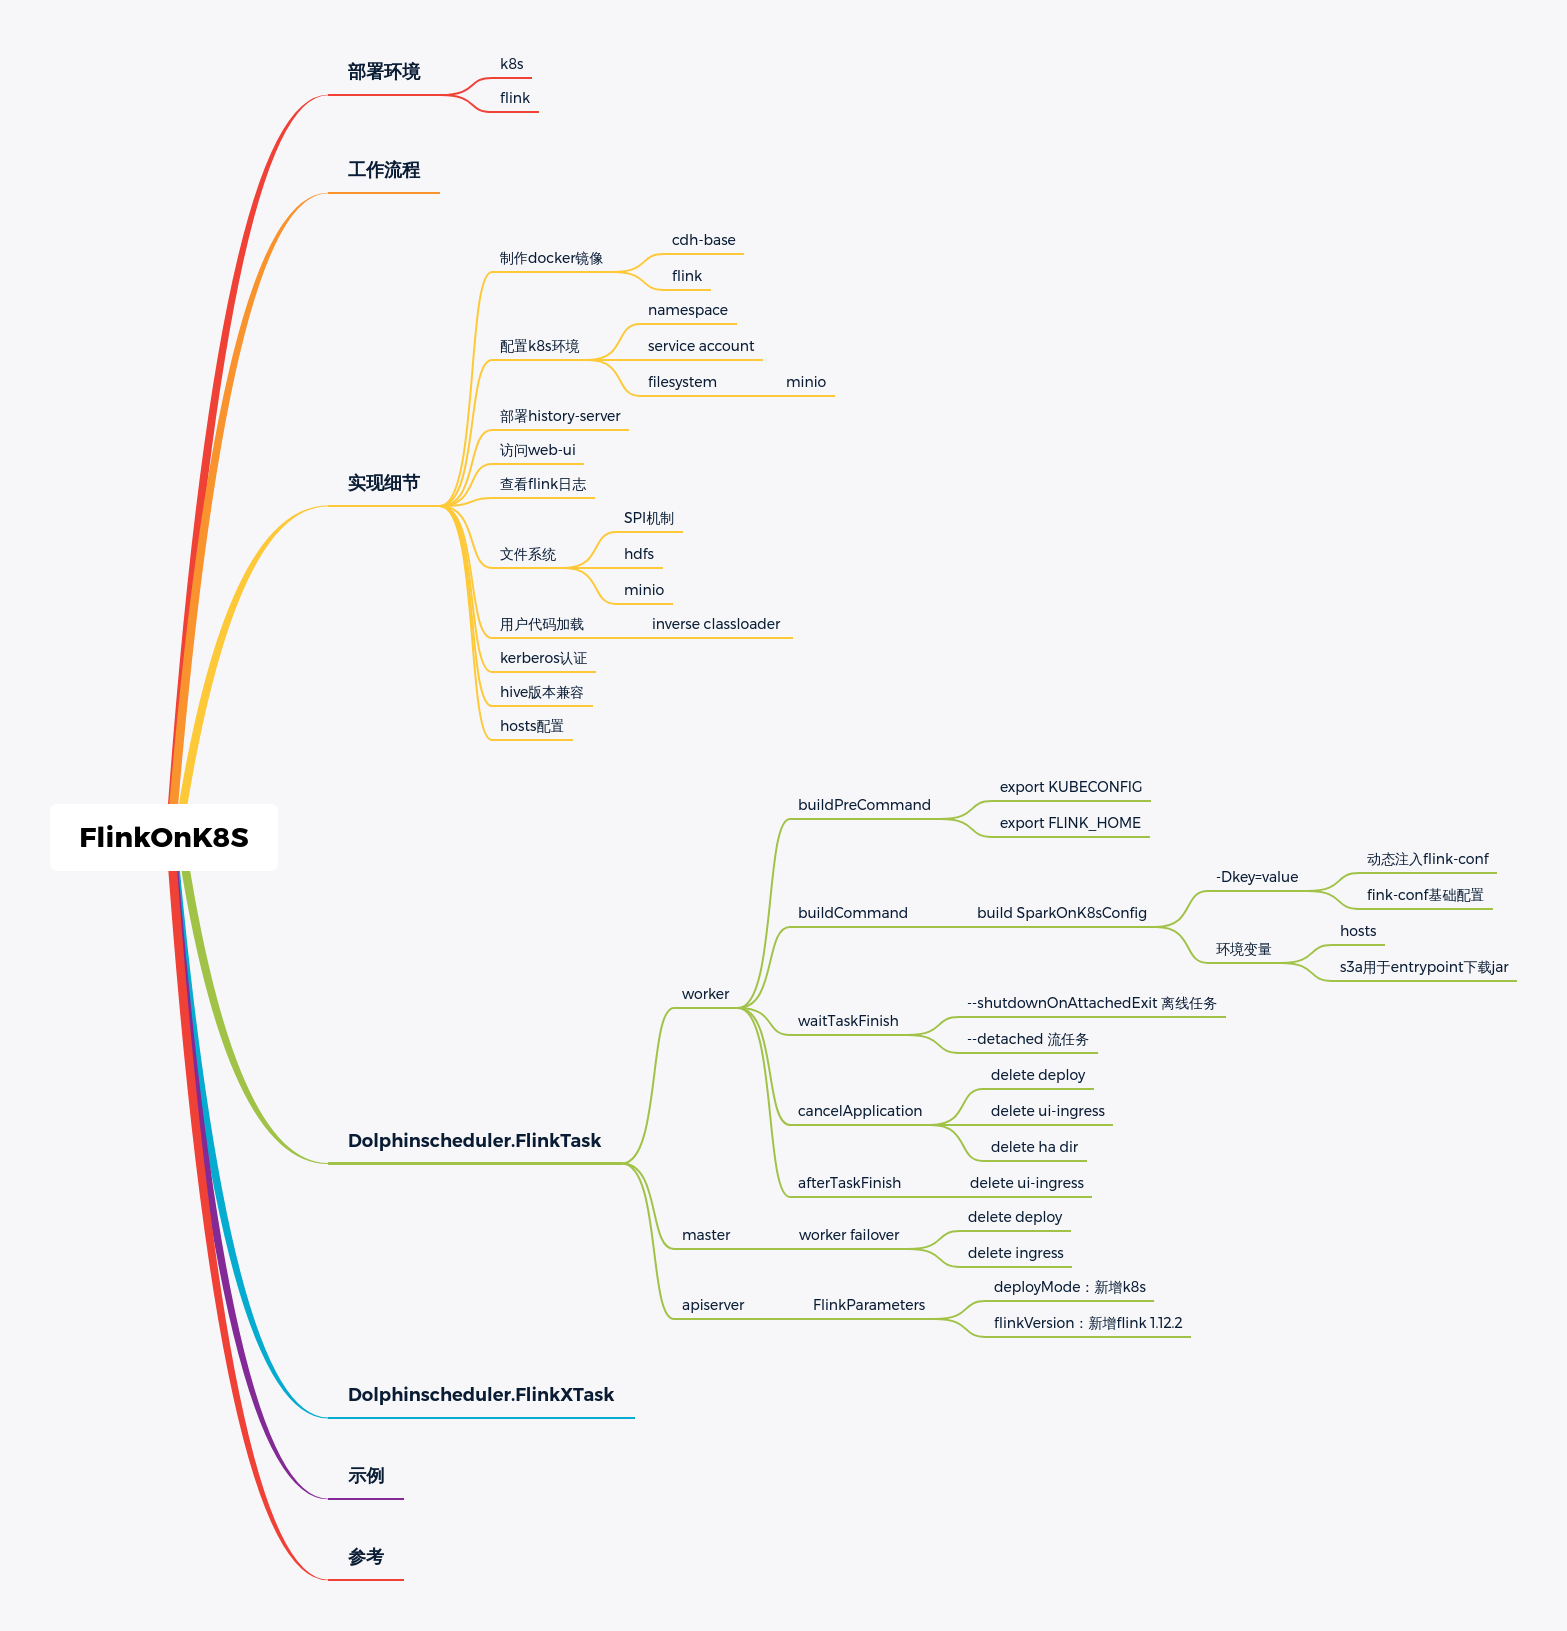 FlinkOnK8S
部署环境
k8s
flink
工作流程
实现细节
制作docker镜像
cdh-base
flink
配置k8s环境
namespace
service account
filesystem
minio
部署history-server
访问web-ui
查看flink日志
文件系统
SPI机制
hdfs
minio
用户代码加载
inverse classloader
kerberos认证
hive版本兼容
hosts配置
Dolphinscheduler.FlinkTask
worker
buildPreCommand
export KUBECONFIG
export FLINK_HOME
buildCommand
build SparkOnK8sConfig
-Dkey=value
动态注入flink-conf
fink-conf基础配置
环境变量
hosts
s3a用于entrypoint下载jar
waitTaskFinish
--shutdownOnAttachedExit 离线任务
--detached 流任务
cancelApplication
delete deploy
delete ui-ingress
delete ha dir
afterTaskFinish
delete ui-ingress
master
worker failover
delete deploy
delete ingress
apiserver
FlinkParameters
deployMode：新增k8s
flinkVersion：新增flink 1.12.2
Dolphinscheduler.FlinkXTask
示例
参考